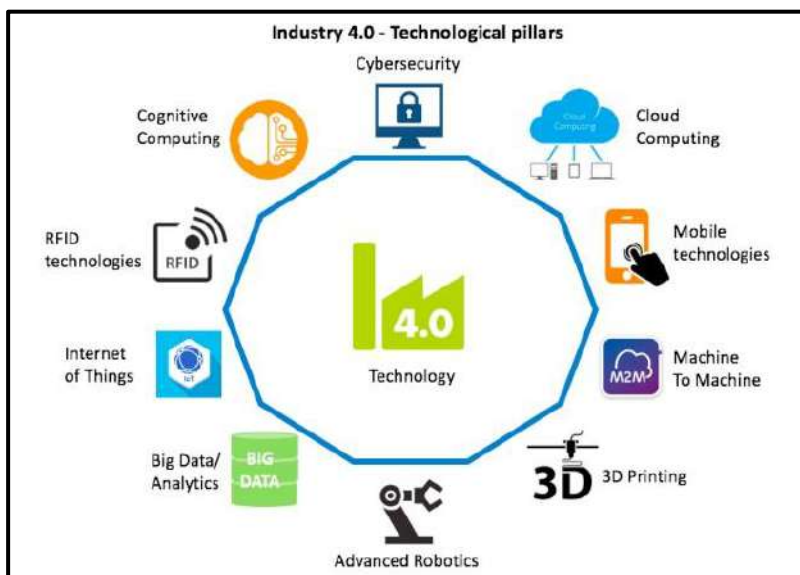 Industry 4.0 - Technological pillars
Cybersecurity
Cognitive
Computing
Cloud
Computing
Cloud
Computing
RFID
technologies
RFID
Mobile
technologies
4.0
Technology
Internet
of Things
IoT
M2M
Machine
To Machine
Big Data/
Analytics
BIG
DATA
3D
3D Printing
Advanced Robotics